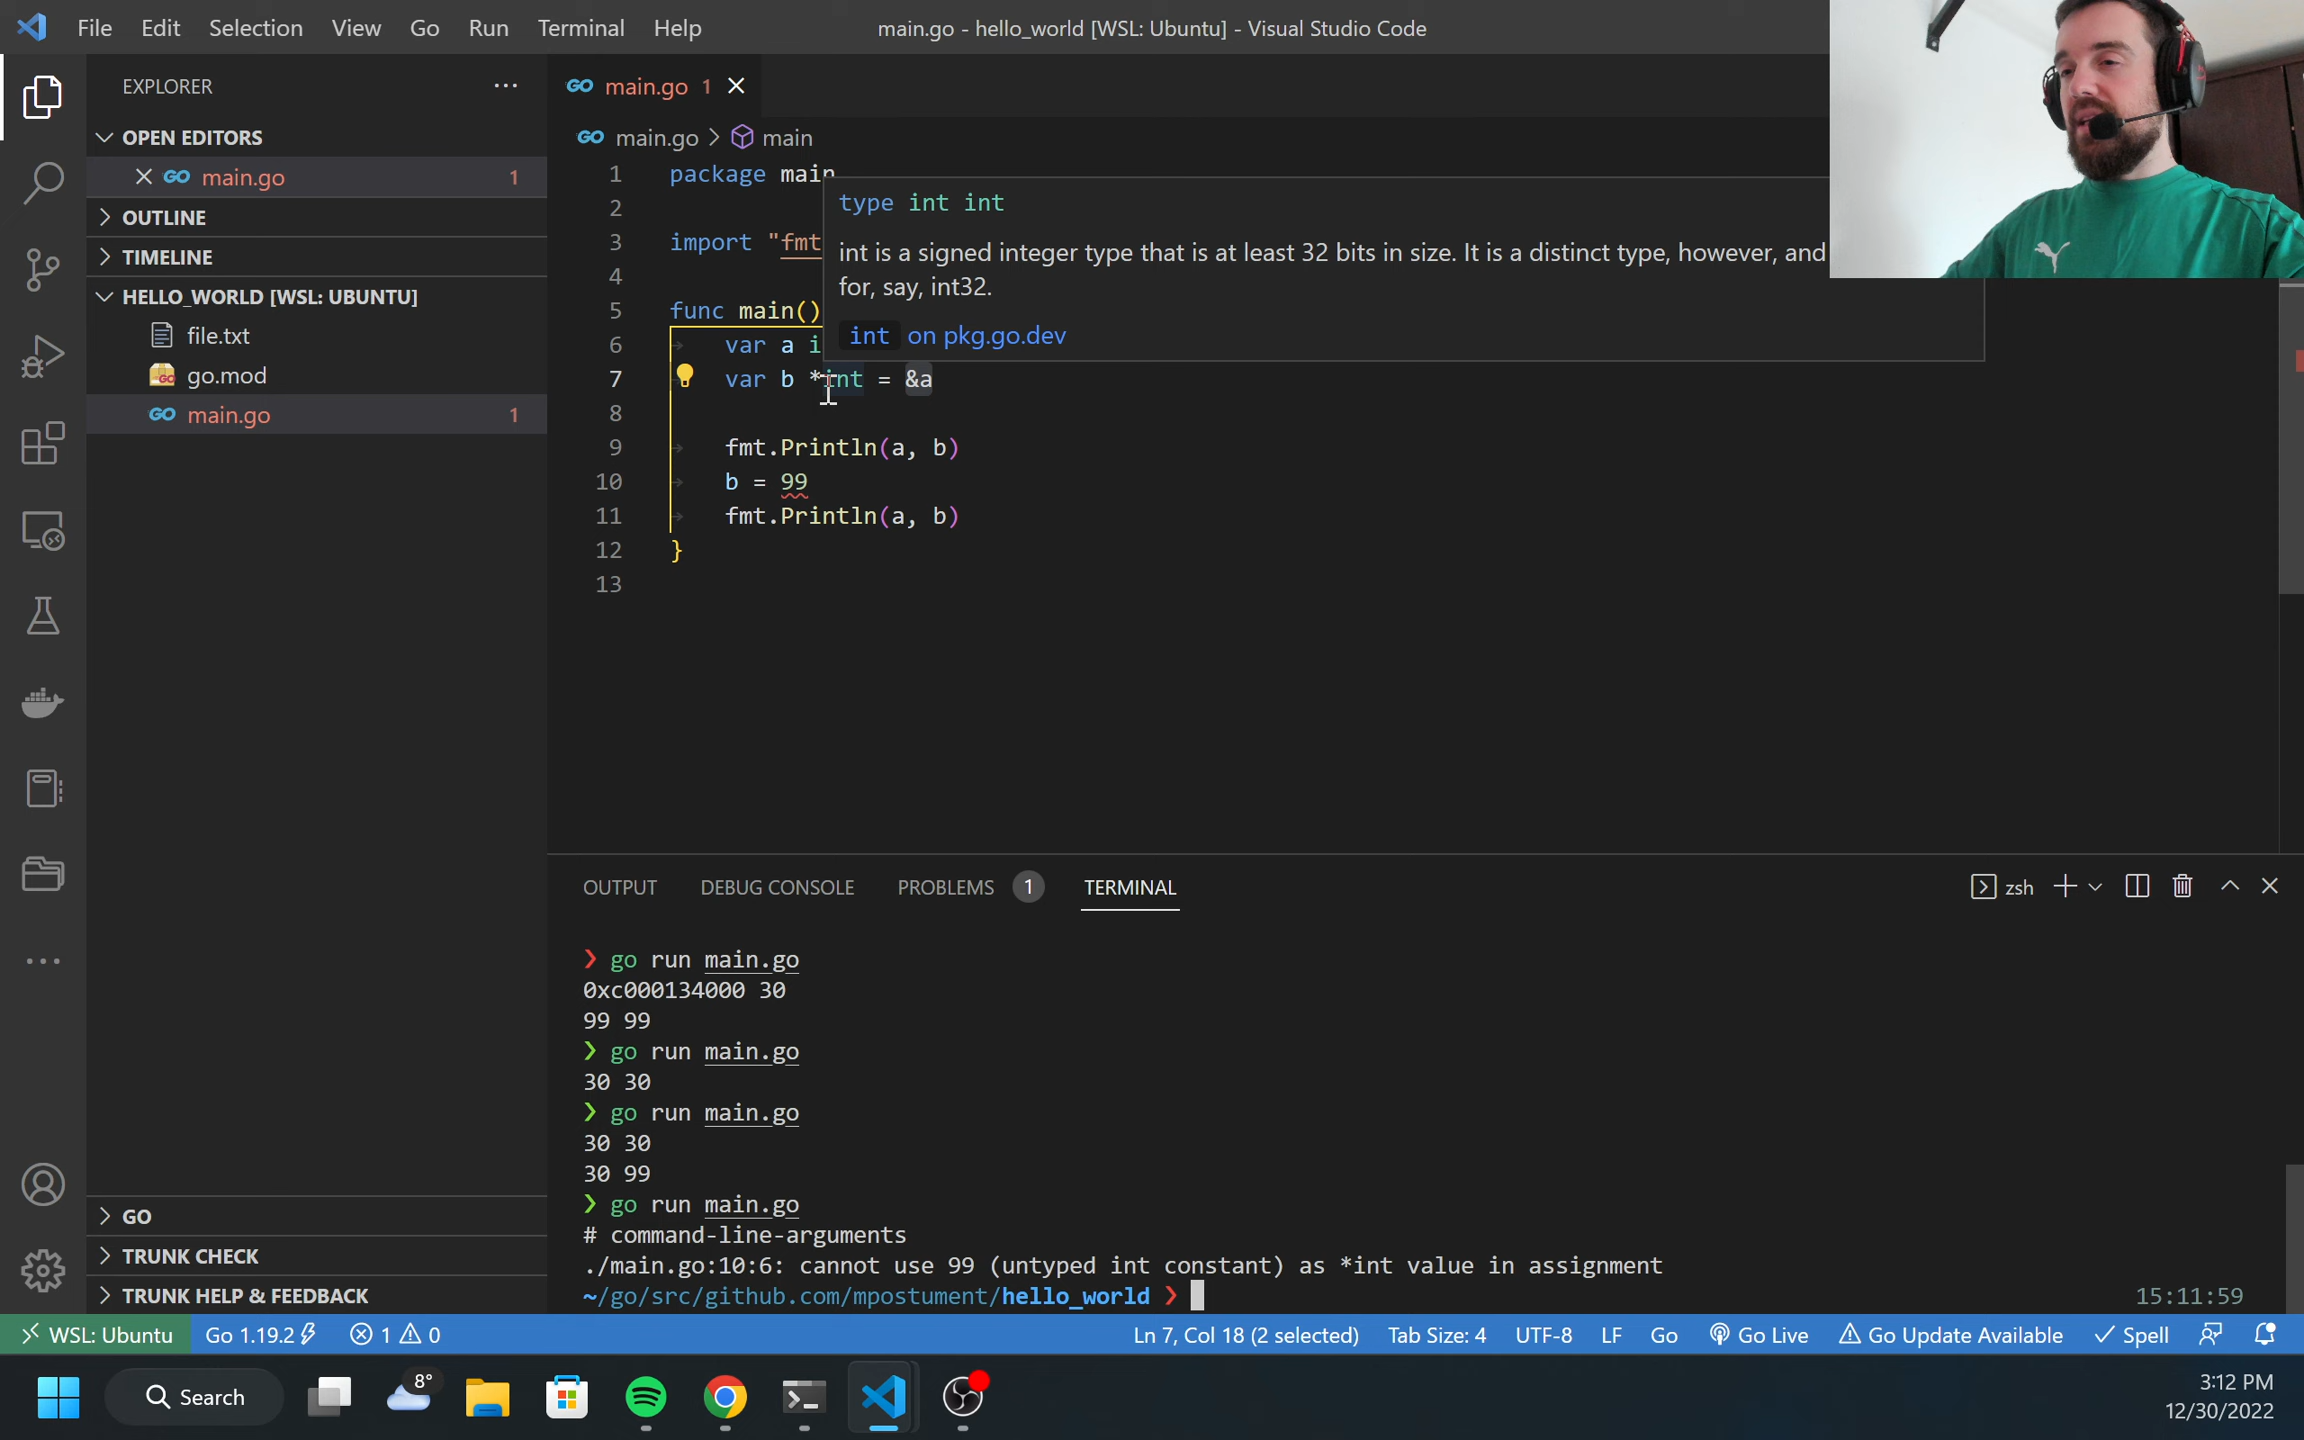 File Edit Selection View Go Run Terminal Help
main.go - hello_world [WSL: Ubuntu] - Visual Studio Code
EXPLORER
OPEN EDITORS
GO main.go 1
OUTLINE
TIMELINE
HELLO_WORLD [WSL: UBUNTU]
file.txt
go.mod
GO main.go 1
GO
TRUNK CHECK
TRUNK HELP & FEEDBACK
GO main.go 1
GO main.go > main
1 package main
2
3 import "fmt
4
5 func main()
6 var a i
7 var b *int = &a
8
9 fmt.Println(a, b)
10 b = 99
11 fmt.Println(a, b)
12 }
13
type int int
int is a signed integer type that is at least 32 bits in size. It is a distinct type, however, and
for, say, int32.
int on pkg.go.dev
OUTPUT DEBUG CONSOLE PROBLEMS 1 TERMINAL
zsh
❯ go run main.go
0xc000134000 30
99 99
❯ go run main.go
30 30
❯ go run main.go
30 30
30 99
❯ go run main.go
# command-line-arguments
./main.go:10:6: cannot use 99 (untyped int constant) as *int value in assignment
~/go/src/github.com/mpostument/hello_world ❯ 15:11:59
WSL: Ubuntu Go 1.19.2 1 0 Ln 7, Col 18 (2 selected) Tab Size: 4 UTF-8 LF Go Go Live Go Update Available Spell
Search 8° 3:12 PM
12/30/2022